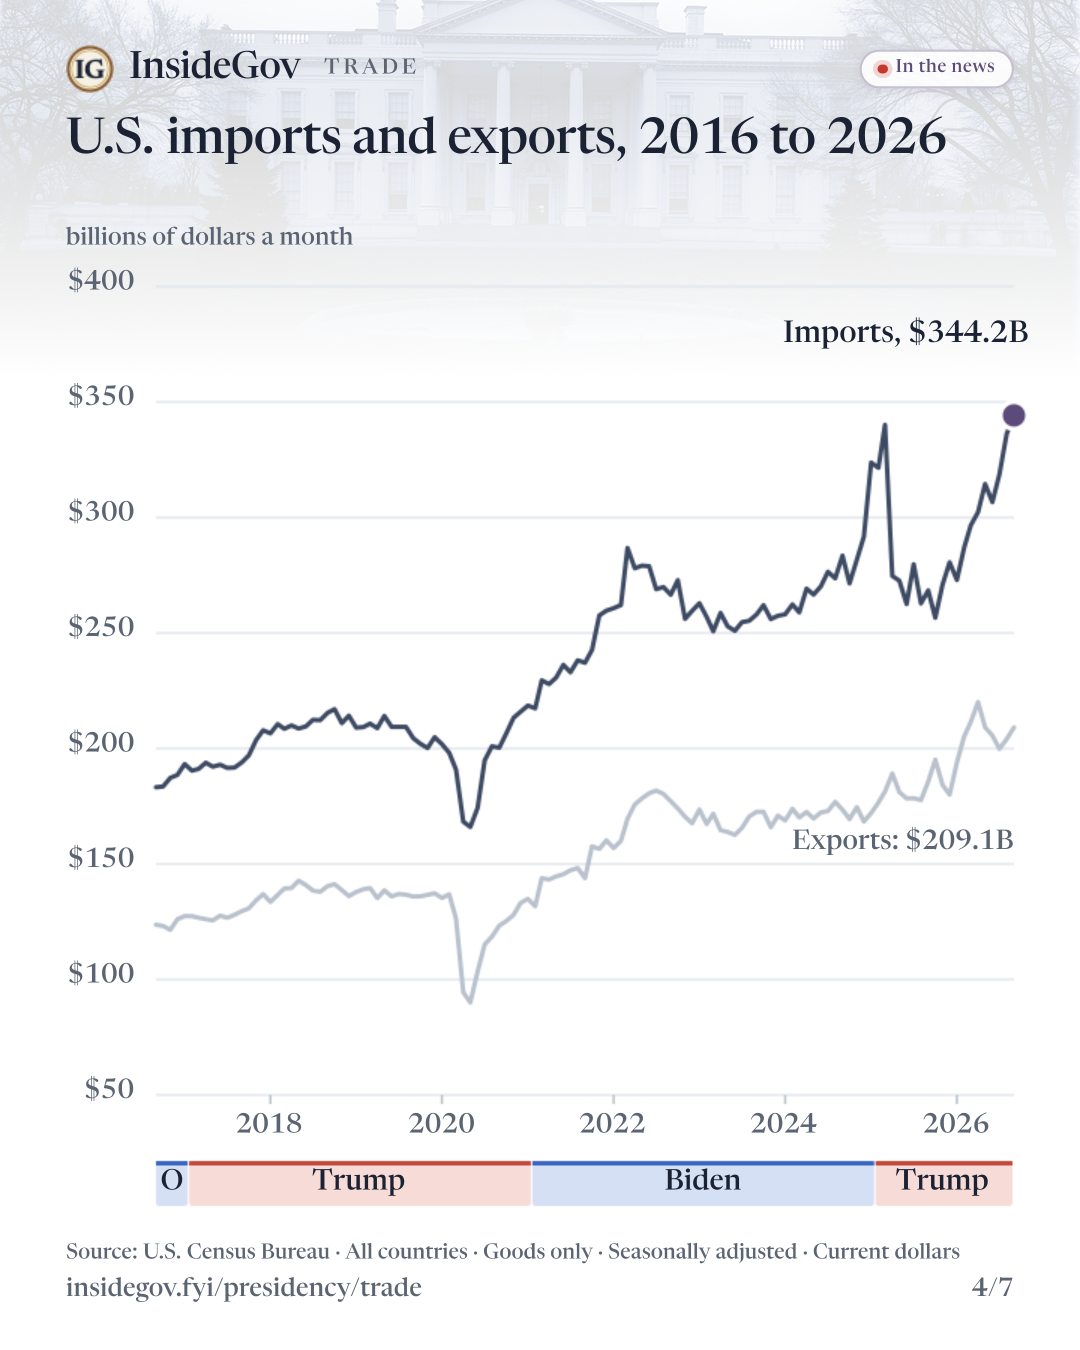 IG InsideGov TRADE
In the news
U.S. imports and exports, 2016 to 2026
billions of dollars a month
$400
Imports, $344.2B
$350
$300
$250
$200
Exports: $209.1B
$150
$100
$50
2018 2020 2022 2024 2026
O Trump Biden Trump
Source: U.S. Census Bureau · All countries · Goods only · Seasonally adjusted · Current dollars
insidegov.fyi/presidency/trade 4/7